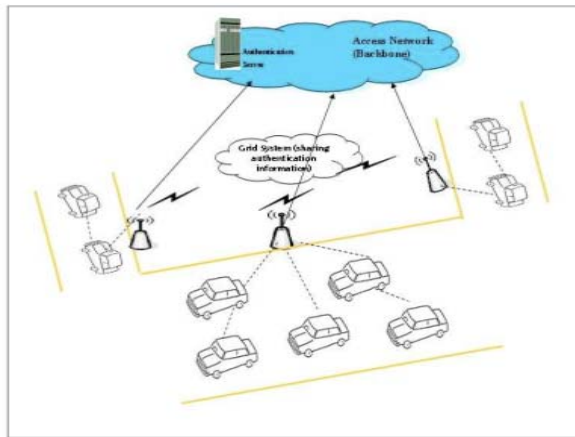 Access Network
(Backbone)
Authentication
Server
Grid System (sharing
authentication
information)